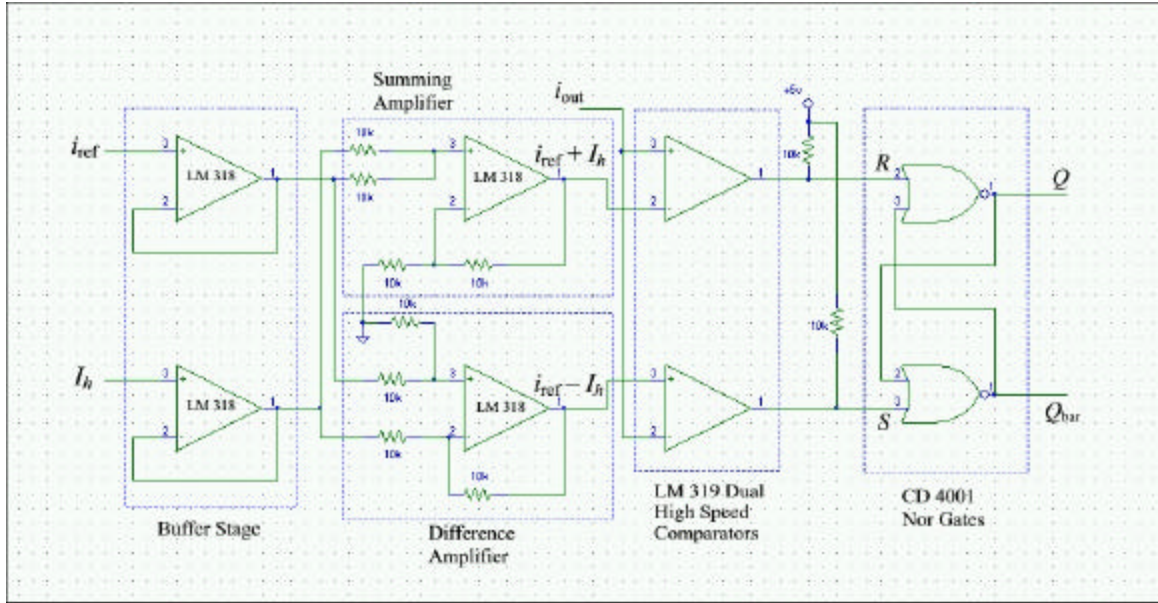 Summing
Amplifier
i_out
+5v
i_ref
3
+
LM 318
1
2
10k
10k
3
+
LM 318
1
2
i_ref + I_h
10k
10k
3
+
1
2
10k
R
2
3
1
Q
10k
10k
I_h
3
+
LM 318
1
2
10k
10k
3
+
LM 318
1
2
i_ref − I_h
10k
3
+
1
2
S
2
3
1
Q_bar
Buffer Stage
Difference
Amplifier
LM 319 Dual
High Speed
Comparators
CD 4001
Nor Gates